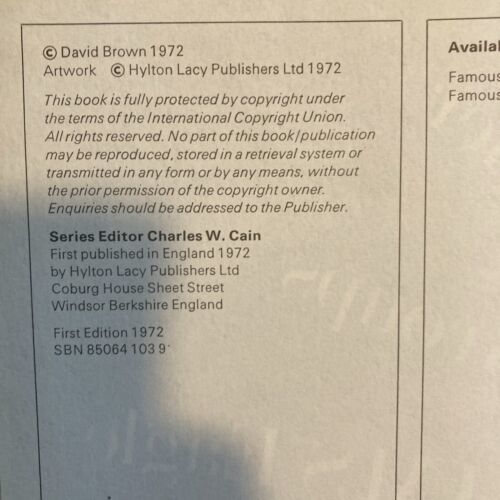 © David Brown 1972
Artwork © Hylton Lacy Publishers Ltd 1972
This book is fully protected by copyright under
the terms of the International Copyright Union.
All rights reserved. No part of this book/publication
may be reproduced, stored in a retrieval system or
transmitted in any form or by any means, without
the prior permission of the copyright owner.
Enquiries should be addressed to the Publisher.
Series Editor Charles W. Cain
First published in England 1972
by Hylton Lacy Publishers Ltd
Coburg House Sheet Street
Windsor Berkshire England
First Edition 1972
SBN 85064 103 9
Availa
Famous
Famous